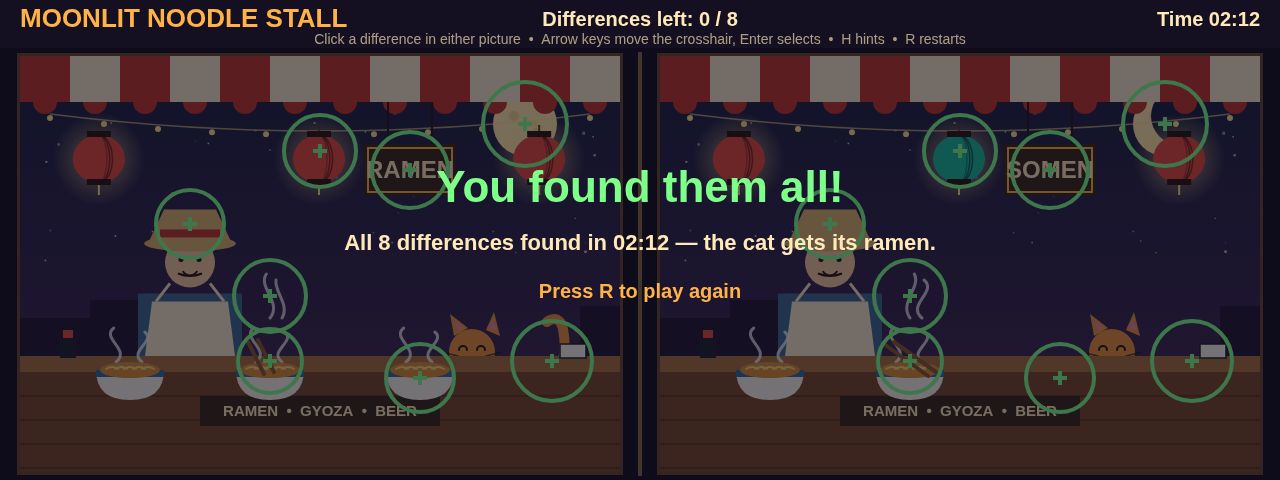 MOONLIT NOODLE STALL
Differences left: 0 / 8
Time 02:12
Click a difference in either picture • Arrow keys move the crosshair, Enter selects • H hints • R restarts
RAMEN
SOMEN
You found them all!
All 8 differences found in 02:12 — the cat gets its ramen.
Press R to play again
RAMEN • GYOZA • BEER
RAMEN • GYOZA • BEER